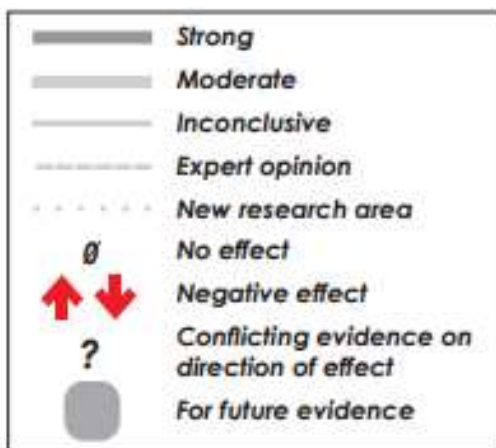 Strong
Moderate
Inconclusive
Expert opinion
New research area
Ø No effect
Negative effect
? Conflicting evidence on
direction of effect
For future evidence